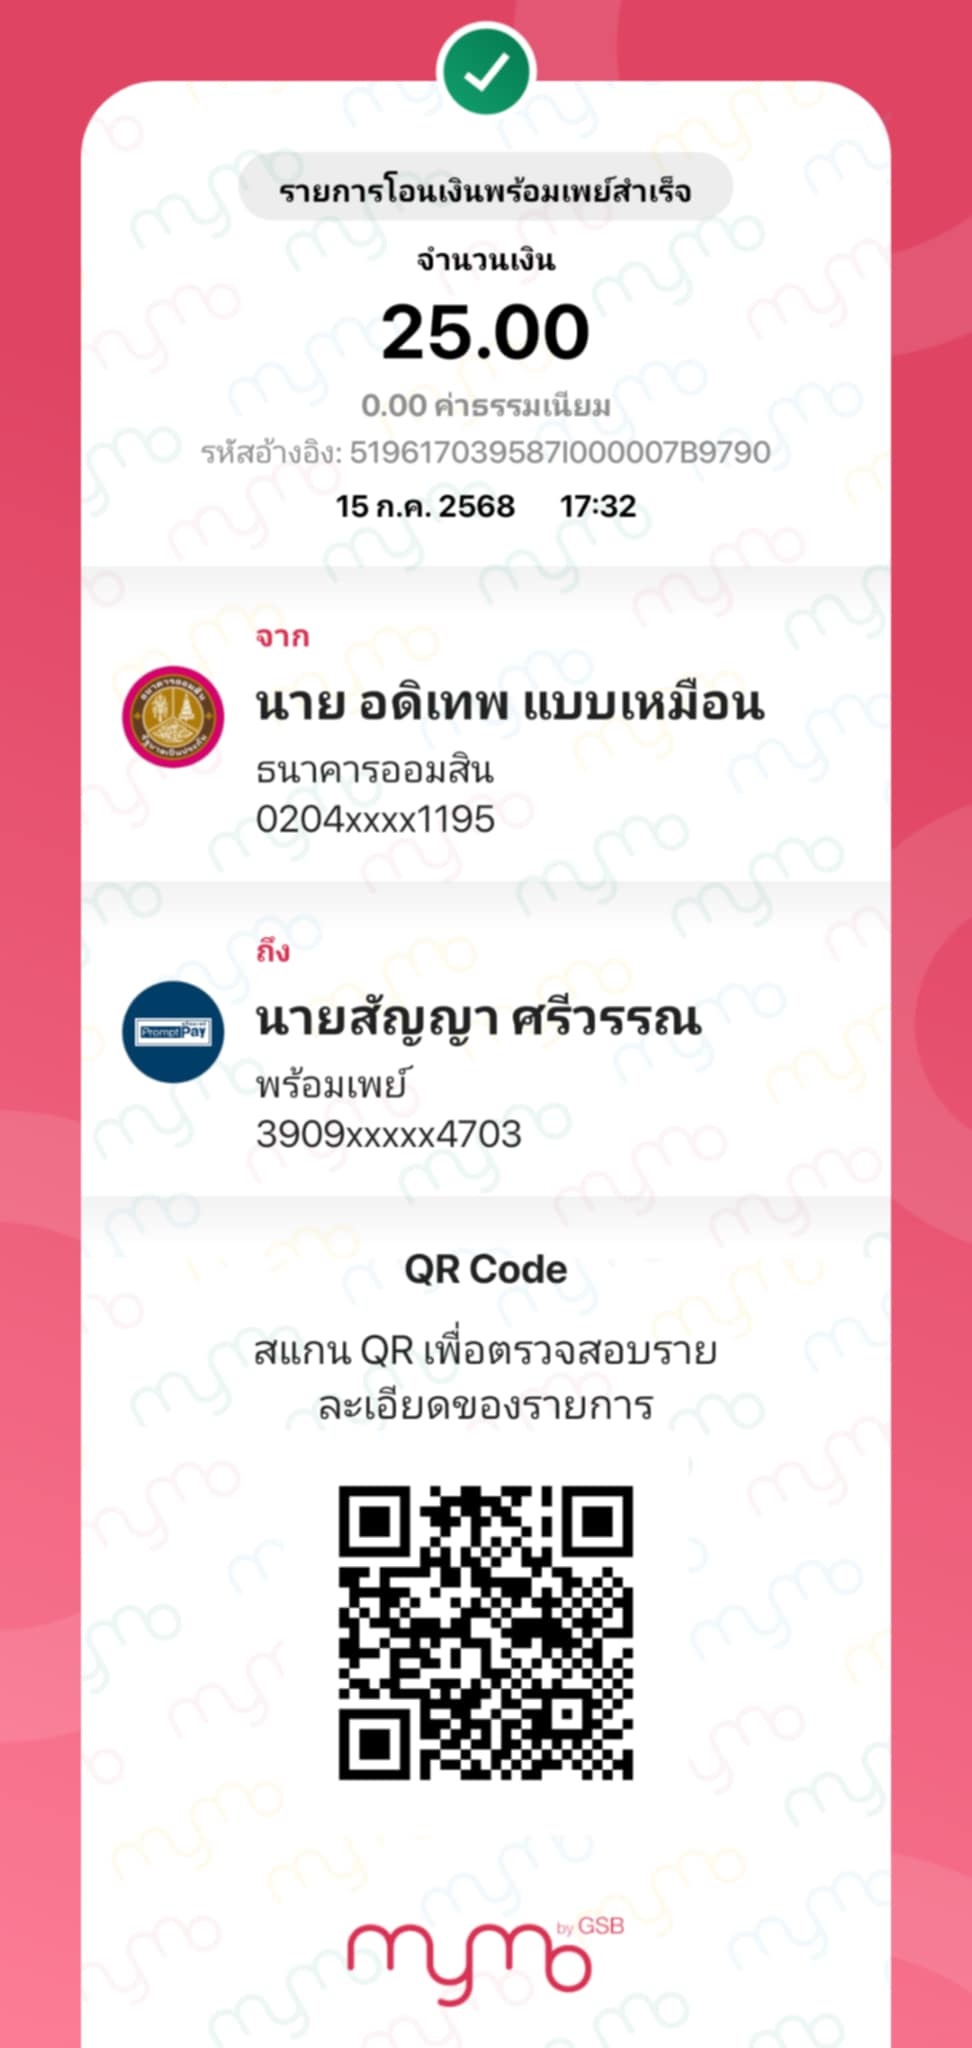 รายการโอนเงินพร้อมเพย์สำเร็จ
จำนวนเงิน
25.00
0.00 ค่าธรรมเนียม
รหัสอ้างอิง: 519617039587I000007B9790
15 ก.ค. 2568 17:32
จาก
นาย อดิเทพ แบบเหมือน
ธนาคารออมสิน
0204xxxx1195
ถึง
PromptPay
นายสัญญา ศรีวรรณ
พร้อมเพย์
3909xxxxx4703
QR Code
สแกน QR เพื่อตรวจสอบราย
ละเอียดของรายการ
mymo by GSB